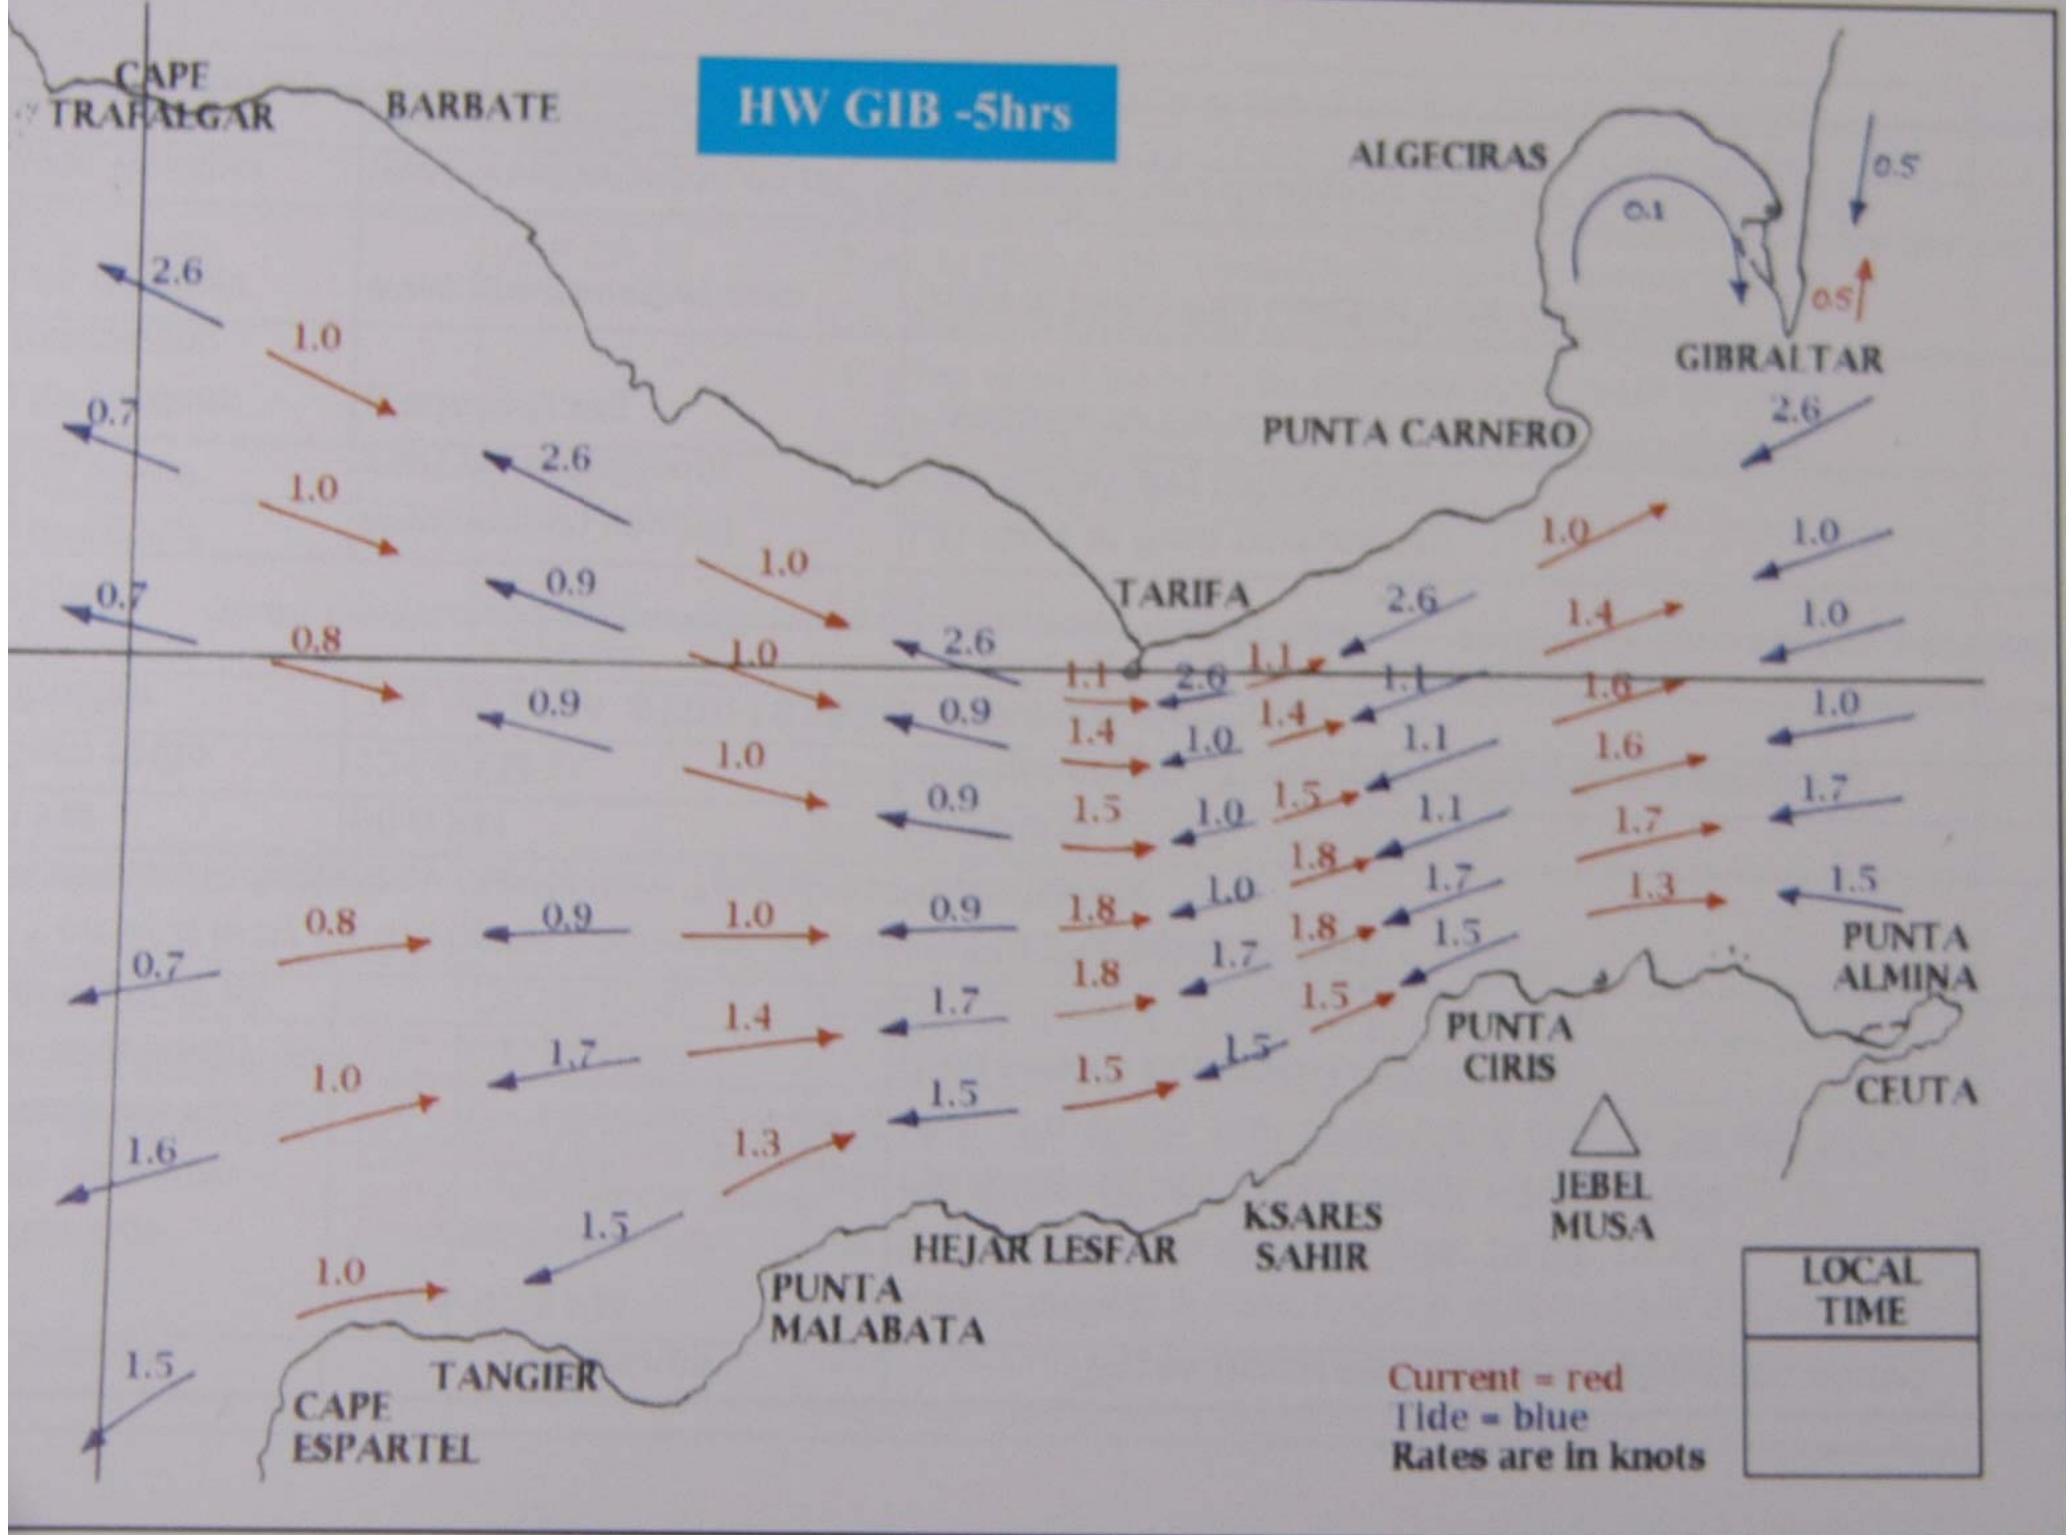 HW GIB -5hrs
CAPE
TRAFALGAR
BARBATE
ALGECIRAS
0.5
0.1
0.5
GIBRALTAR
2.6
1.0
0.7
2.6
PUNTA CARNERO
2.6
1.0
1.0
1.0
1.0
0.7
0.9
TARIFA
2.6
1.4
1.0
0.8
1.0
2.6
1.1
2.6
1.1
1.1
1.6
1.0
0.9
0.9
1.4
1.0
1.4
1.1
1.6
1.0
0.9
1.5
1.0
1.5
1.1
1.7
1.7
0.8
0.9
1.0
0.9
1.8
1.0
1.8
1.7
1.3
1.5
0.7
1.7
1.8
1.5
PUNTA
ALMINA
1.8
1.7
1.4
1.5
PUNTA
CIRIS
1.0
1.7
1.5
1.5
1.5
CEUTA
1.6
1.3
JEBEL
MUSA
1.5
KSARES
SAHIR
HEJAR LESFAR
1.0
PUNTA
MALABATA
1.5
TANGIER
CAPE
ESPARTEL
LOCAL
TIME
Current = red
Tide = blue
Rates are in knots